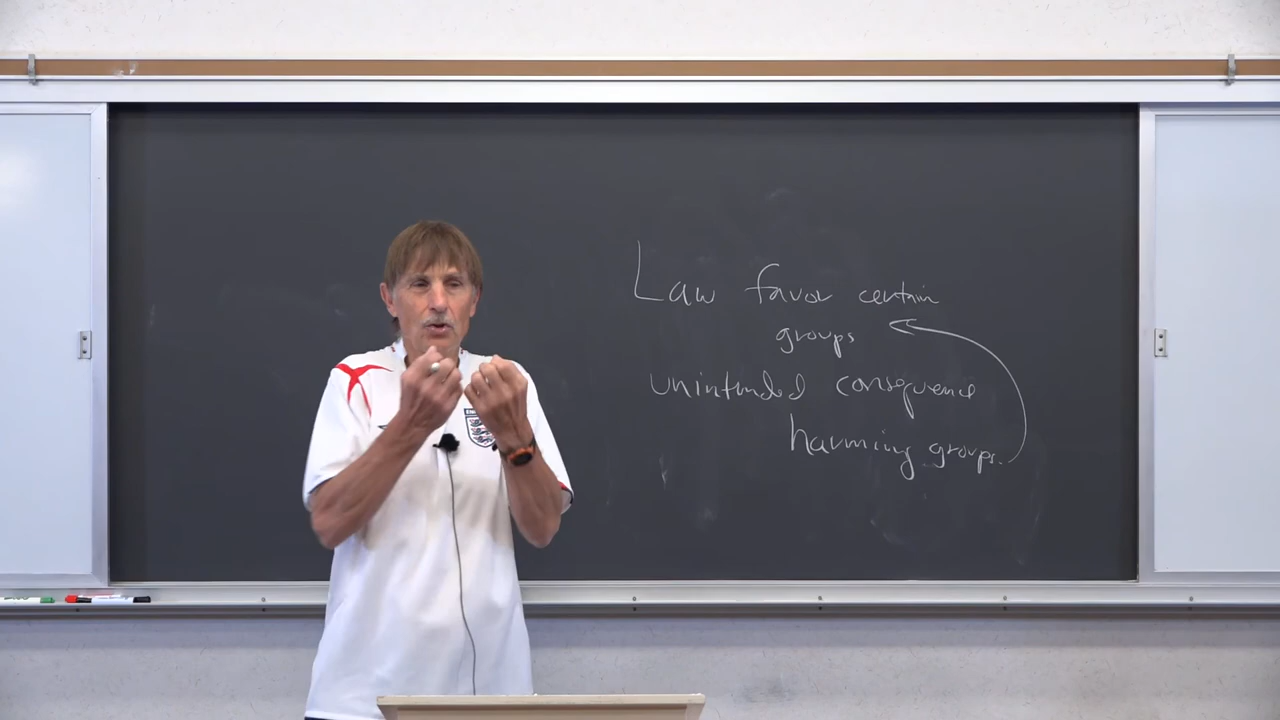 Law favor certain
groups
unintended consequence
harming groups.